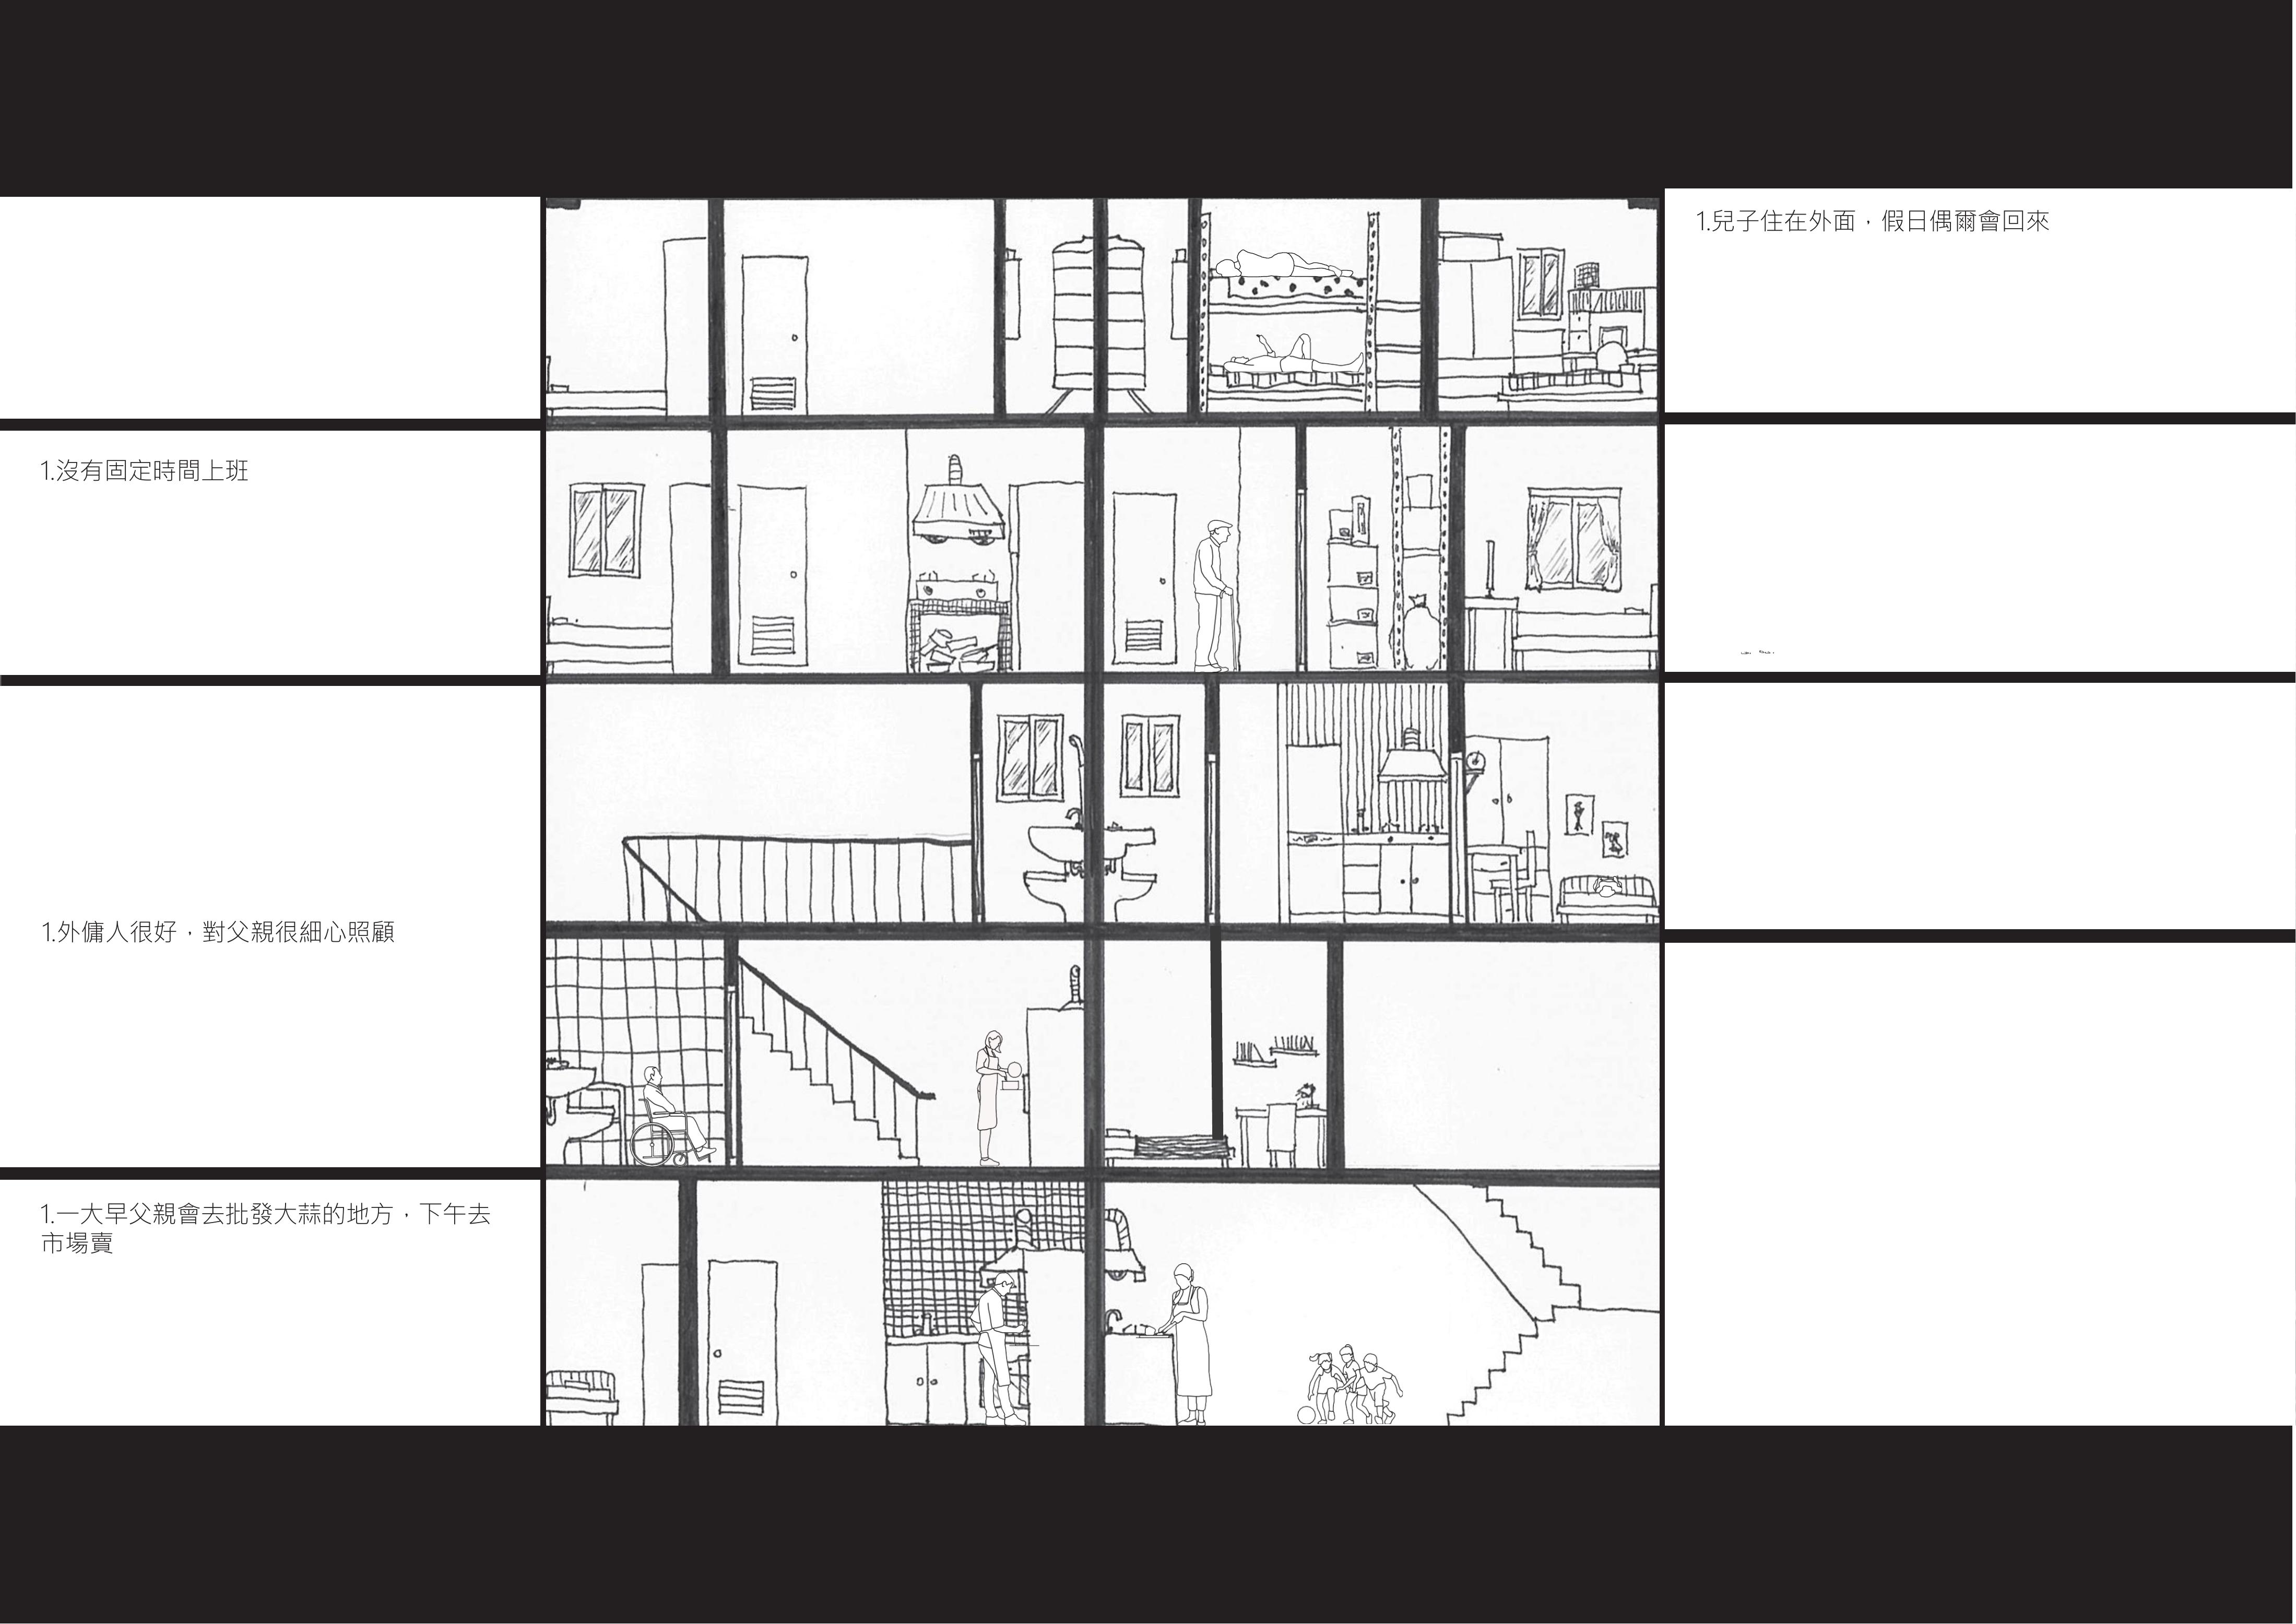 1.兒子住在外面，假日偶爾會回來
1.沒有固定時間上班
1.外傭人很好，對父親很細心照顧
1.一大早父親會去批發大蒜的地方，下午去
市場賣